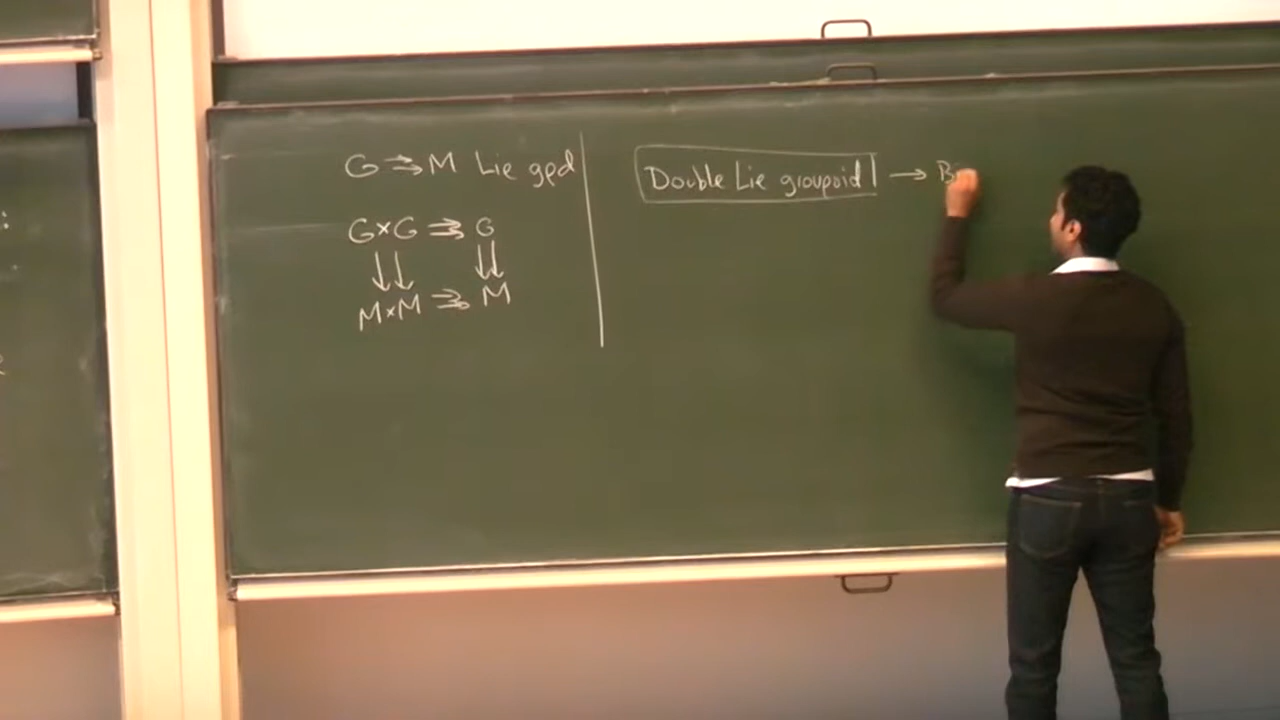 G ⇉ M Lie gpd
G×G ⇉ G
↓↓ ↓↓
M×M ⇉ M
Double Lie groupoid → B
: